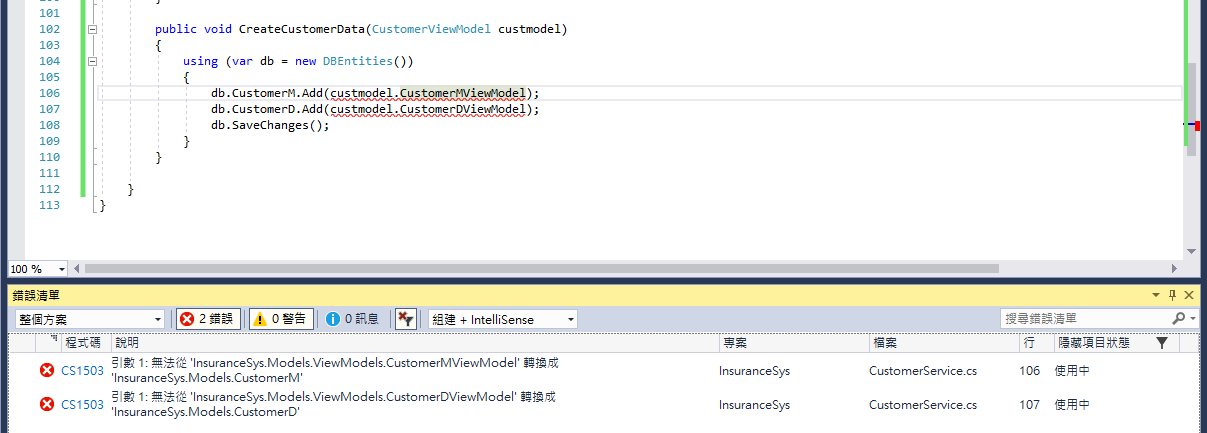 101
102 public void CreateCustomerData(CustomerViewModel custmodel)
103 {
104 using (var db = new DBEntities())
105 {
106 db.CustomerM.Add(custmodel.CustomerMViewModel);
107 db.CustomerD.Add(custmodel.CustomerDViewModel);
108 db.SaveChanges();
109 }
110 }
111
112 }
113 }
100 %
錯誤清單
整個方案 2 錯誤 0 警告 0 訊息 組建 + IntelliSense 搜尋錯誤清單
程式碼 說明 專案 檔案 行 隱藏項目狀態
CS1503 引數 1: 無法從 'InsuranceSys.Models.ViewModels.CustomerMViewModel' 轉換成 'InsuranceSys.Models.CustomerM' InsuranceSys CustomerService.cs 106 使用中
CS1503 引數 1: 無法從 'InsuranceSys.Models.ViewModels.CustomerDViewModel' 轉換成 'InsuranceSys.Models.CustomerD' InsuranceSys CustomerService.cs 107 使用中